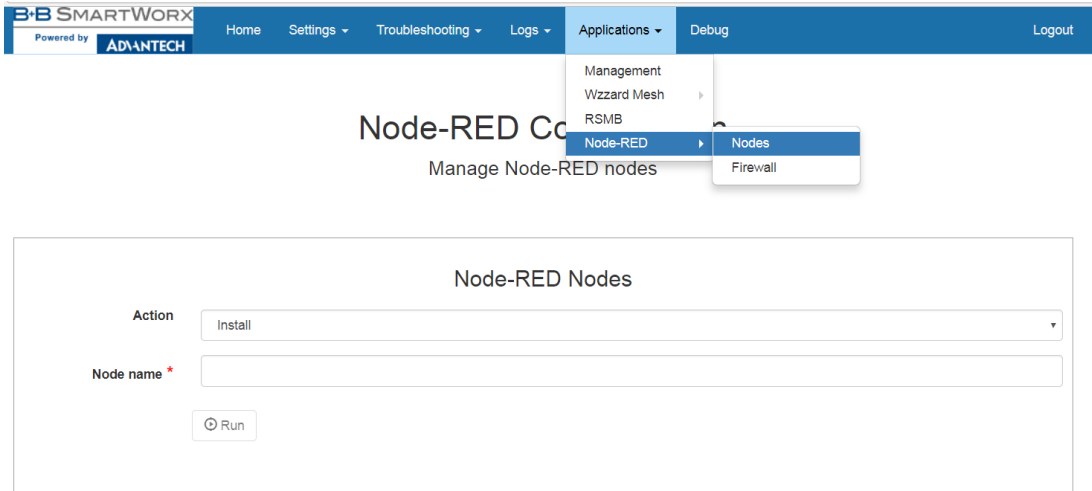 B+B SMARTWORX
Powered by ADVANTECH
Home Settings Troubleshooting Logs Applications Debug Logout
Management
Wzzard Mesh
RSMB
Node-RED Co n
Node-RED Nodes
Manage Node-RED nodes Firewall
Node-RED Nodes
Action Install
Node name *
Run